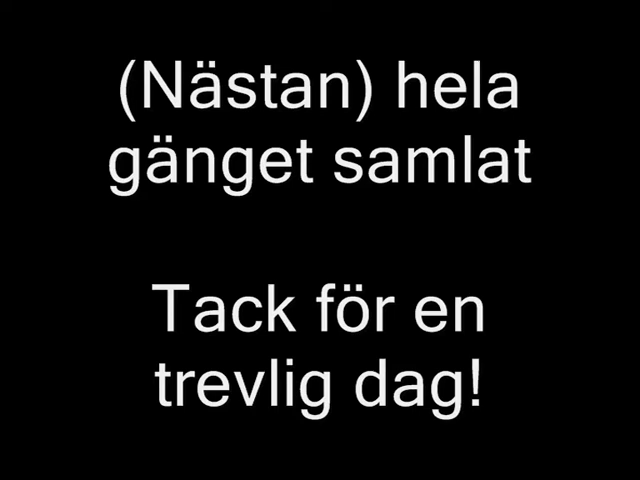 (Nästan) hela
gänget samlat
Tack för en
trevlig dag!